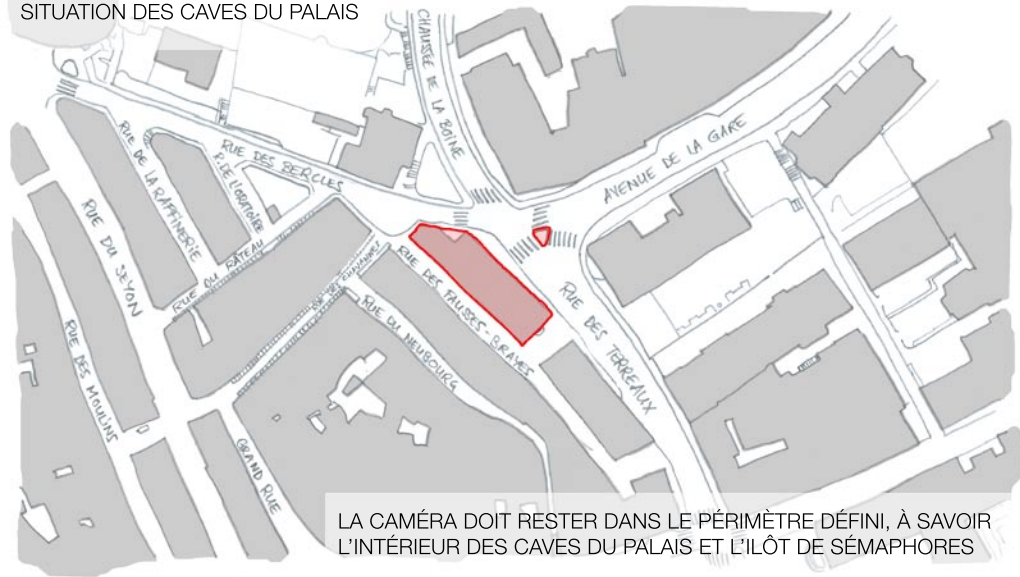 SITUATION DES CAVES DU PALAIS
CHAUSSÉE DE LA BOINE
AVENUE DE LA GARE
RUE DES BERCLES
RUE DE LA RAFFINERIE
R. DE L'ORATOIRE
RUE DU SEYON
RUE DU RÂTEAU
RUE DES FAUSSES-BRAYES
RUE DES TERREAUX
RUE DU NEUBOURG
RUE DES MOULINS
GRAND RUE
LA CAMÉRA DOIT RESTER DANS LE PÉRIMÈTRE DÉFINI, À SAVOIR
L'INTÉRIEUR DES CAVES DU PALAIS ET L'ILÔT DE SÉMAPHORES